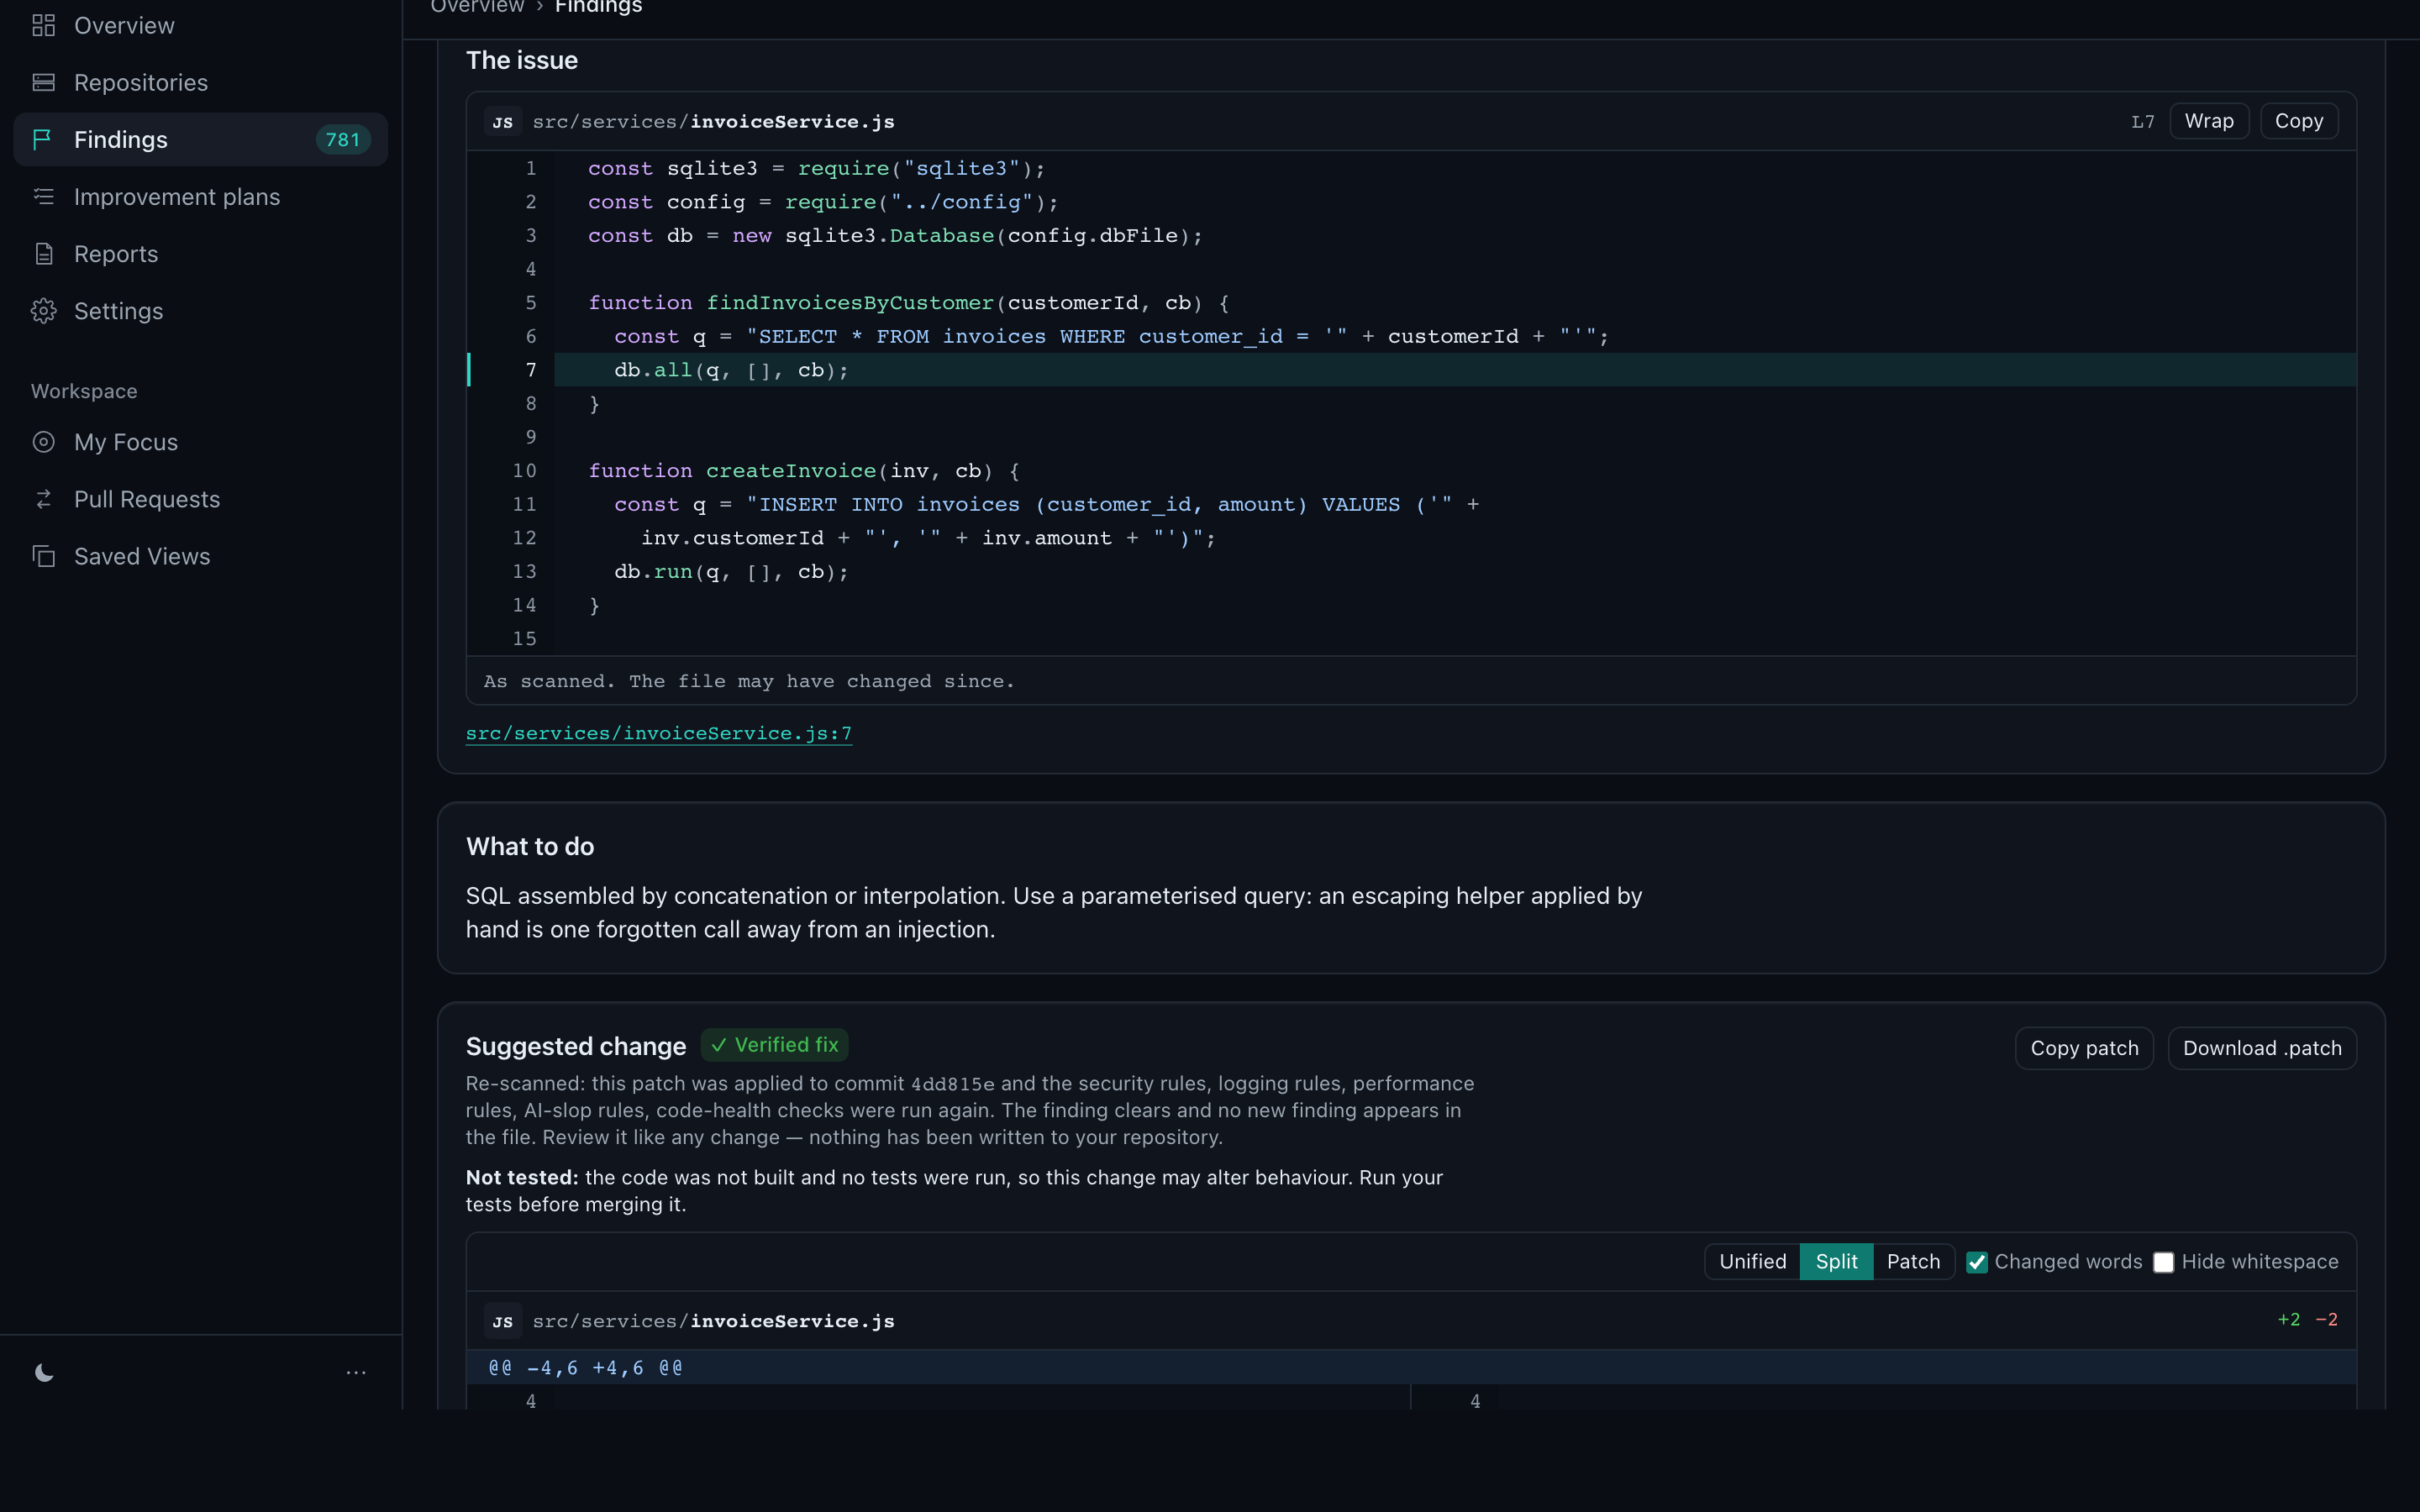 Overview
Repositories
Findings 781
Improvement plans
Reports
Settings
Workspace
My Focus
Pull Requests
Saved Views
...
Overview › Findings
The issue
JS src/services/invoiceService.js L7 Wrap Copy
1 const sqlite3 = require("sqlite3");
2 const config = require("../config");
3 const db = new sqlite3.Database(config.dbFile);
4
5 function findInvoicesByCustomer(customerId, cb) {
6 const q = "SELECT * FROM invoices WHERE customer_id = '" + customerId + "'";
7 db.all(q, [], cb);
8 }
9
10 function createInvoice(inv, cb) {
11 const q = "INSERT INTO invoices (customer_id, amount) VALUES ('" +
12 inv.customerId + "', '" + inv.amount + "')";
13 db.run(q, [], cb);
14 }
15
As scanned. The file may have changed since.
src/services/invoiceService.js:7
What to do
SQL assembled by concatenation or interpolation. Use a parameterised query: an escaping helper applied by
hand is one forgotten call away from an injection.
Suggested change ✓ Verified fix Copy patch Download .patch
Re-scanned: this patch was applied to commit 4dd815e and the security rules, logging rules, performance
rules, AI-slop rules, code-health checks were run again. The finding clears and no new finding appears in
the file. Review it like any change — nothing has been written to your repository.
Not tested: the code was not built and no tests were run, so this change may alter behaviour. Run your
tests before merging it.
Unified Split Patch Changed words Hide whitespace
JS src/services/invoiceService.js +2 −2
@@ −4,6 +4,6 @@
4 4